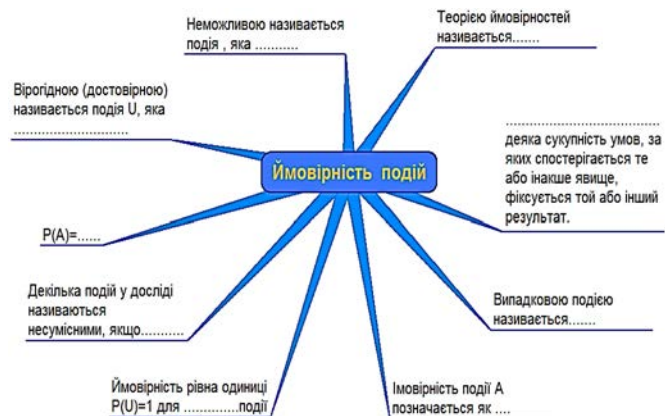 Неможливою називається
подія , яка ...........
Теорією ймовірностей
називається.......
Вірогідною (достовірною)
називається подія U, яка
..............................
......................................
деяка сукупність умов, за
яких спостерігається те
або інакше явище,
фіксується той або інший
результат.
Ймовірність подій
P(A)=......
Декілька подій у досліді
називаються
несумісними, якщо...........
Випадковою подією
називається.......
Ймовірність рівна одиниці
P(U)=1 для ..............події
Імовірність події А
позначається як ....